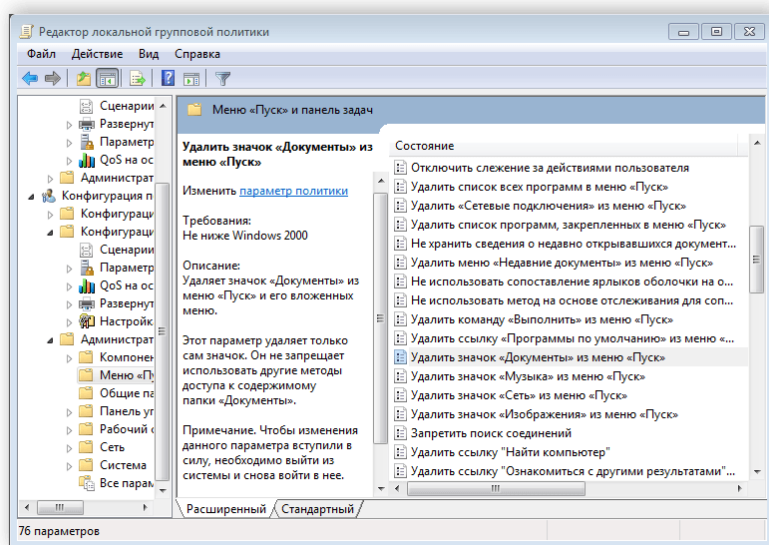 Редактор локальной групповой политики
Файл Действие Вид Справка
Сценарии
Развернут
Параметр
QoS на ос
Администрат
Конфигурация п
Конфигураци
Конфигураци
Сценарии
Параметр
QoS на ос
Развернут
Настройк
Администрат
Компонен
Меню «Пу
Общие па
Панель уп
Рабочий с
Сеть
Система
Все парам
Меню «Пуск» и панель задач
Удалить значок «Документы» из
меню «Пуск»
Изменить параметр политики
Требования:
Не ниже Windows 2000
Описание:
Удаляет значок «Документы» из
меню «Пуск» и его вложенных
меню.
Этот параметр удаляет только
сам значок. Он не запрещает
использовать другие методы
доступа к содержимому
папки «Документы».
Примечание. Чтобы изменения
данного параметра вступили в
силу, необходимо выйти из
системы и снова войти в нее.
Состояние
Отключить слежение за действиями пользователя
Удалить список всех программ в меню «Пуск»
Удалить «Сетевые подключения» из меню «Пуск»
Удалить список программ, закрепленных в меню «Пуск»
Не хранить сведения о недавно открывавшихся документ...
Удалить меню «Недавние документы» из меню «Пуск»
Не использовать сопоставление ярлыков оболочки на о...
Не использовать метод на основе отслеживания для соп...
Удалить команду «Выполнить» из меню «Пуск»
Удалить ссылку «Программы по умолчанию» из меню «...
Удалить значок «Документы» из меню «Пуск»
Удалить значок «Музыка» из меню «Пуск»
Удалить значок «Сеть» из меню «Пуск»
Удалить значок «Изображения» из меню «Пуск»
Запретить поиск соединений
Удалить ссылку "Найти компьютер"
Удалить ссылку "Ознакомиться с другими результатами"...
Расширенный Стандартный
76 параметров